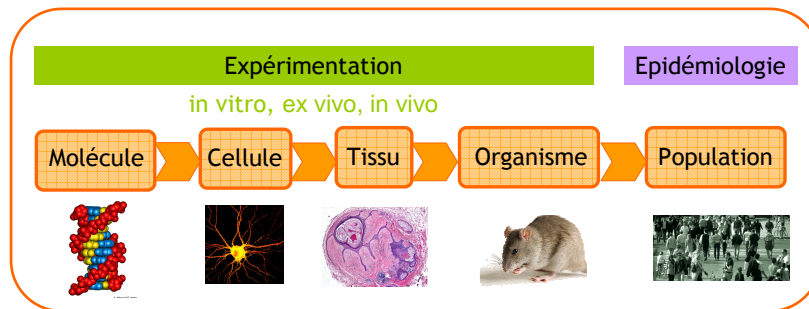 Expérimentation
Epidémiologie
in vitro, ex vivo, in vivo
Molécule
Cellule
Tissu
Organisme
Population